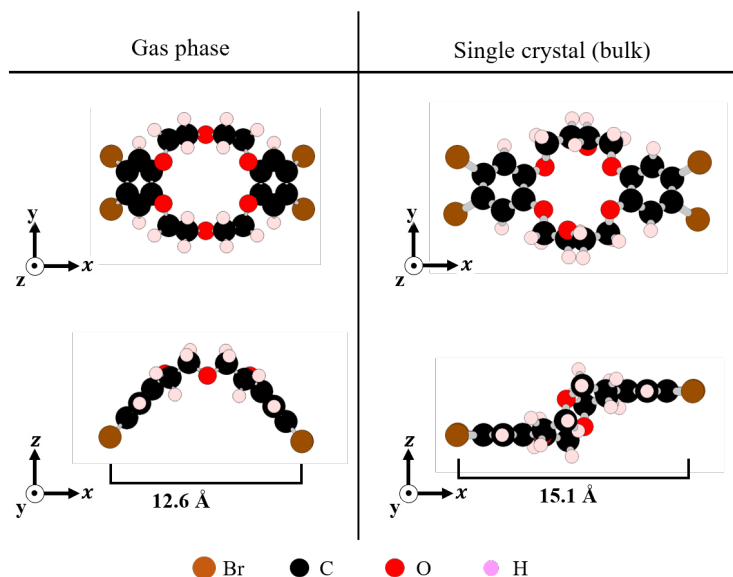 Gas phase
Single crystal (bulk)
y
z
x
y
z
x
z
y
x
12.6 Å
z
y
x
15.1 Å
Br
C
O
H